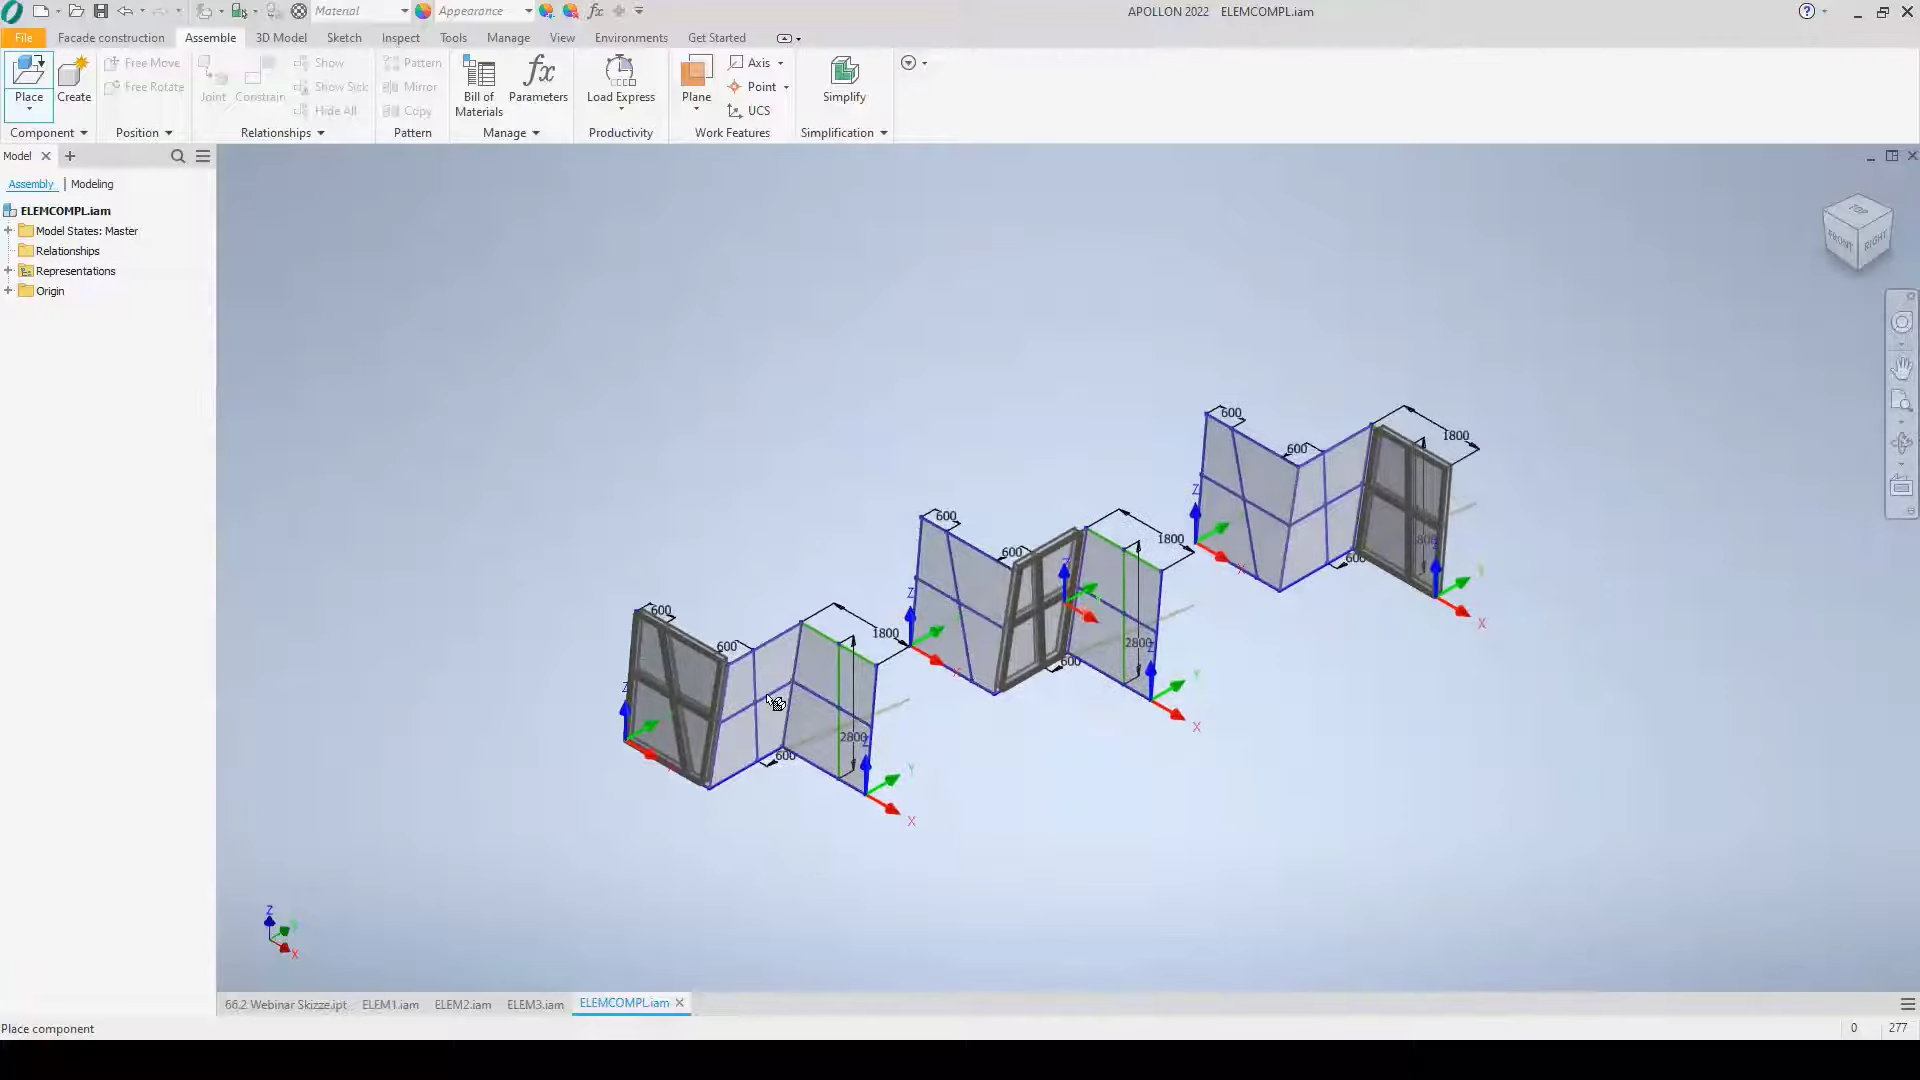 Material
Appearance
fx
APOLLON 2022 ELEMCOMPL.iam
File
Facade construction
Assemble
3D Model
Sketch
Inspect
Tools
Manage
View
Environments
Get Started
Place
Create
Free Move
Free Rotate
Joint
Constrain
Show
Show Sick
Hide All
Pattern
Mirror
Copy
Bill of
Materials
fx
Parameters
Load Express
Plane
Axis
Point
UCS
Simplify
Component
Position
Relationships
Pattern
Manage
Productivity
Work Features
Simplification
Model
Assembly
Modeling
ELEMCOMPL.iam
Model States: Master
Relationships
Representations
Origin
TOP
FRONT
RIGHT
600
600
1800
Z
600
X
Y
600
600
1800
Z
2800
600
X
Y
600
600
1800
Z
2800
600
Y
X
Z
X
66.2 Webinar Skizze.ipt
ELEM1.iam
ELEM2.iam
ELEM3.iam
ELEMCOMPL.iam
Place component
0
277